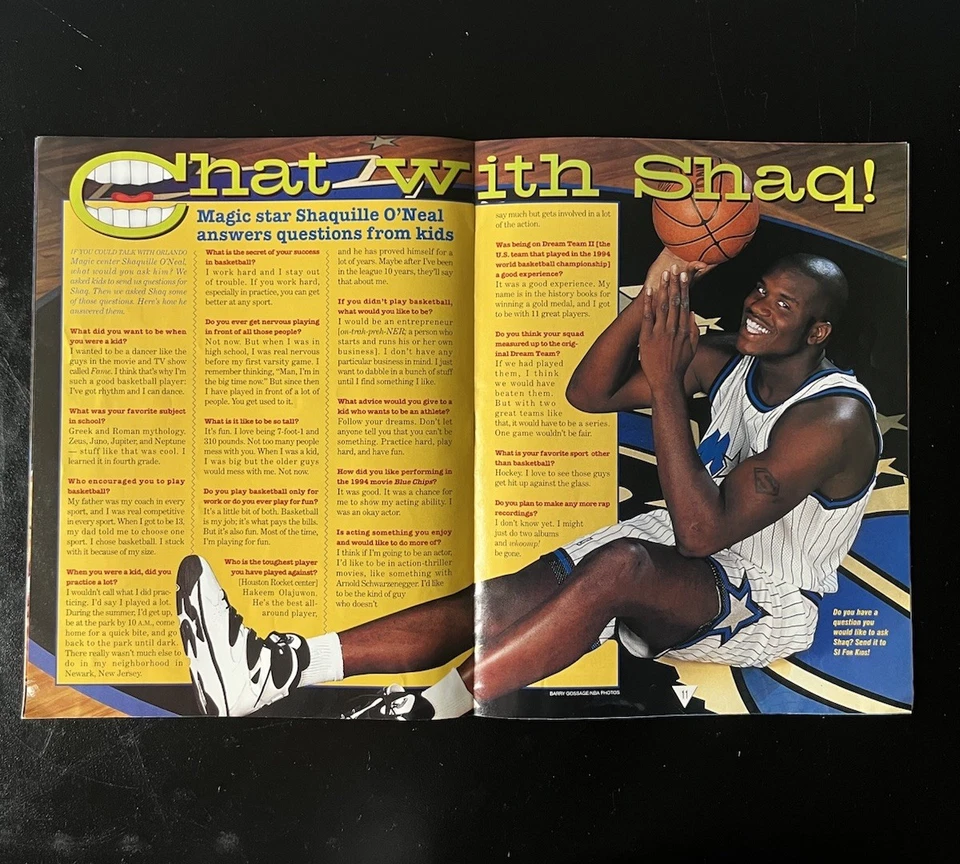 Chat with Shaq!
Magic star Shaquille O'Neal
answers questions from kids
IF YOU COULD TALK WITH ORLANDO
Magic center Shaquille O'Neal,
what would you ask him? We
asked kids to send us questions for
Shaq. Then we asked Shaq some
of those questions. Here's how he
answered them.
What did you want to be when
you were a kid?
I wanted to be a dancer like the
guys in the movie and TV show
called Fame. I think that's why I'm
such a good basketball player:
I've got rhythm and I can dance.
What was your favorite subject
in school?
Greek and Roman mythology.
Zeus, Juno, Jupiter, and Neptune
— stuff like that was cool. I
learned it in fourth grade.
Who encouraged you to play
basketball?
My father was my coach in every
sport, and I was real competitive
in every sport. When I got to be 13,
my dad told me to choose one
sport. I chose basketball. I stuck
with it because of my size.
When you were a kid, did you
practice a lot?
I wouldn't call what I did prac-
ticing. I'd say I played a lot.
During the summer, I'd get up,
be at the park by 10 A.M., come
home for a quick bite, and go
back to the park until dark.
There really wasn't much else to
do in my neighborhood in
Newark, New Jersey.
What is the secret of your success
in basketball?
I work hard and I stay out
of trouble. If you work hard,
especially in practice, you can get
better at any sport.
Do you ever get nervous playing
in front of all those people?
Not now. But when I was in
high school, I was real nervous
before my first varsity game. I
remember thinking, "Man, I'm in
the big time now." But since then
I have played in front of a lot of
people. You get used to it.
What is it like to be so tall?
It's fun. I love being 7-foot-1 and
310 pounds. Not too many people
mess with you. When I was a kid,
I was big but the older guys
would mess with me. Not now.
Do you play basketball only for
work or do you ever play for fun?
It's a little bit of both. Basketball
is my job; it's what pays the bills.
But it's also fun. Most of the time,
I'm playing for fun.
Who is the toughest player
you have played against?
[Houston Rocket center]
Hakeem Olajuwon.
He's the best all-
around player,
and he has proved himself for a
lot of years. Maybe after I've been
in the league 10 years, they'll say
that about me.
If you didn't play basketball,
what would you like to be?
I would be an entrepreneur
[on-truh-preh-NER; a person who
starts and runs his or her own
business]. I don't have any
particular business in mind. I just
want to dabble in a bunch of stuff
until I find something I like.
What advice would you give to a
kid who wants to be an athlete?
Follow your dreams. Don't let
anyone tell you that you can't be
something. Practice hard, play
hard, and have fun.
How did you like performing in
the 1994 movie Blue Chips?
It was good. It was a chance for
me to show my acting ability. I
was an okay actor.
Is acting something you enjoy
and would like to do more of?
I think if I'm going to be an actor,
I'd like to be in action-thriller
movies, like something with
Arnold Schwarzenegger. I'd like
to be the kind of guy
who doesn't
say much but gets involved in a lot
of the action.
Was being on Dream Team II [the
U.S. team that played in the 1994
world basketball championship]
a good experience?
It was a good experience. My
name is in the history books for
winning a gold medal, and I got
to be with 11 great players.
Do you think your squad
measured up to the orig-
inal Dream Team?
If we had played
them, I think
we would have
beaten them.
But with two
great teams like
that, it would have to be a series.
One game wouldn't be fair.
What is your favorite sport other
than basketball?
Hockey. I love to see those guys
get hit up against the glass.
Do you plan to make any more rap
recordings?
I don't know yet. I might
just do two albums
and whoomp!
be gone.
Do you have a
question you
would like to ask
Shaq? Send it to
SI For Kids!
BARRY GOSSAGE/NBA PHOTOS
11